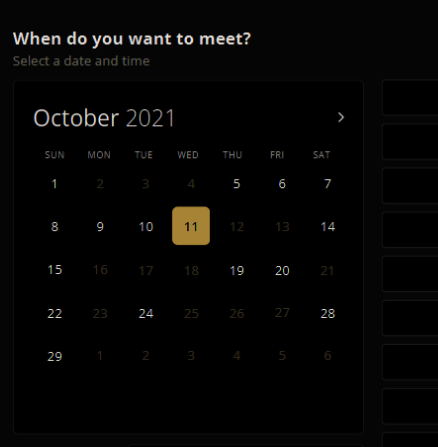 When do you want to meet?
Select a date and time
October 2021 >
SUN MON TUE WED THU FRI SAT
1 2 3 4 5 6 7
8 9 10 11 12 13 14
15 16 17 18 19 20 21
22 23 24 25 26 27 28
29 1 2 3 4 5 6